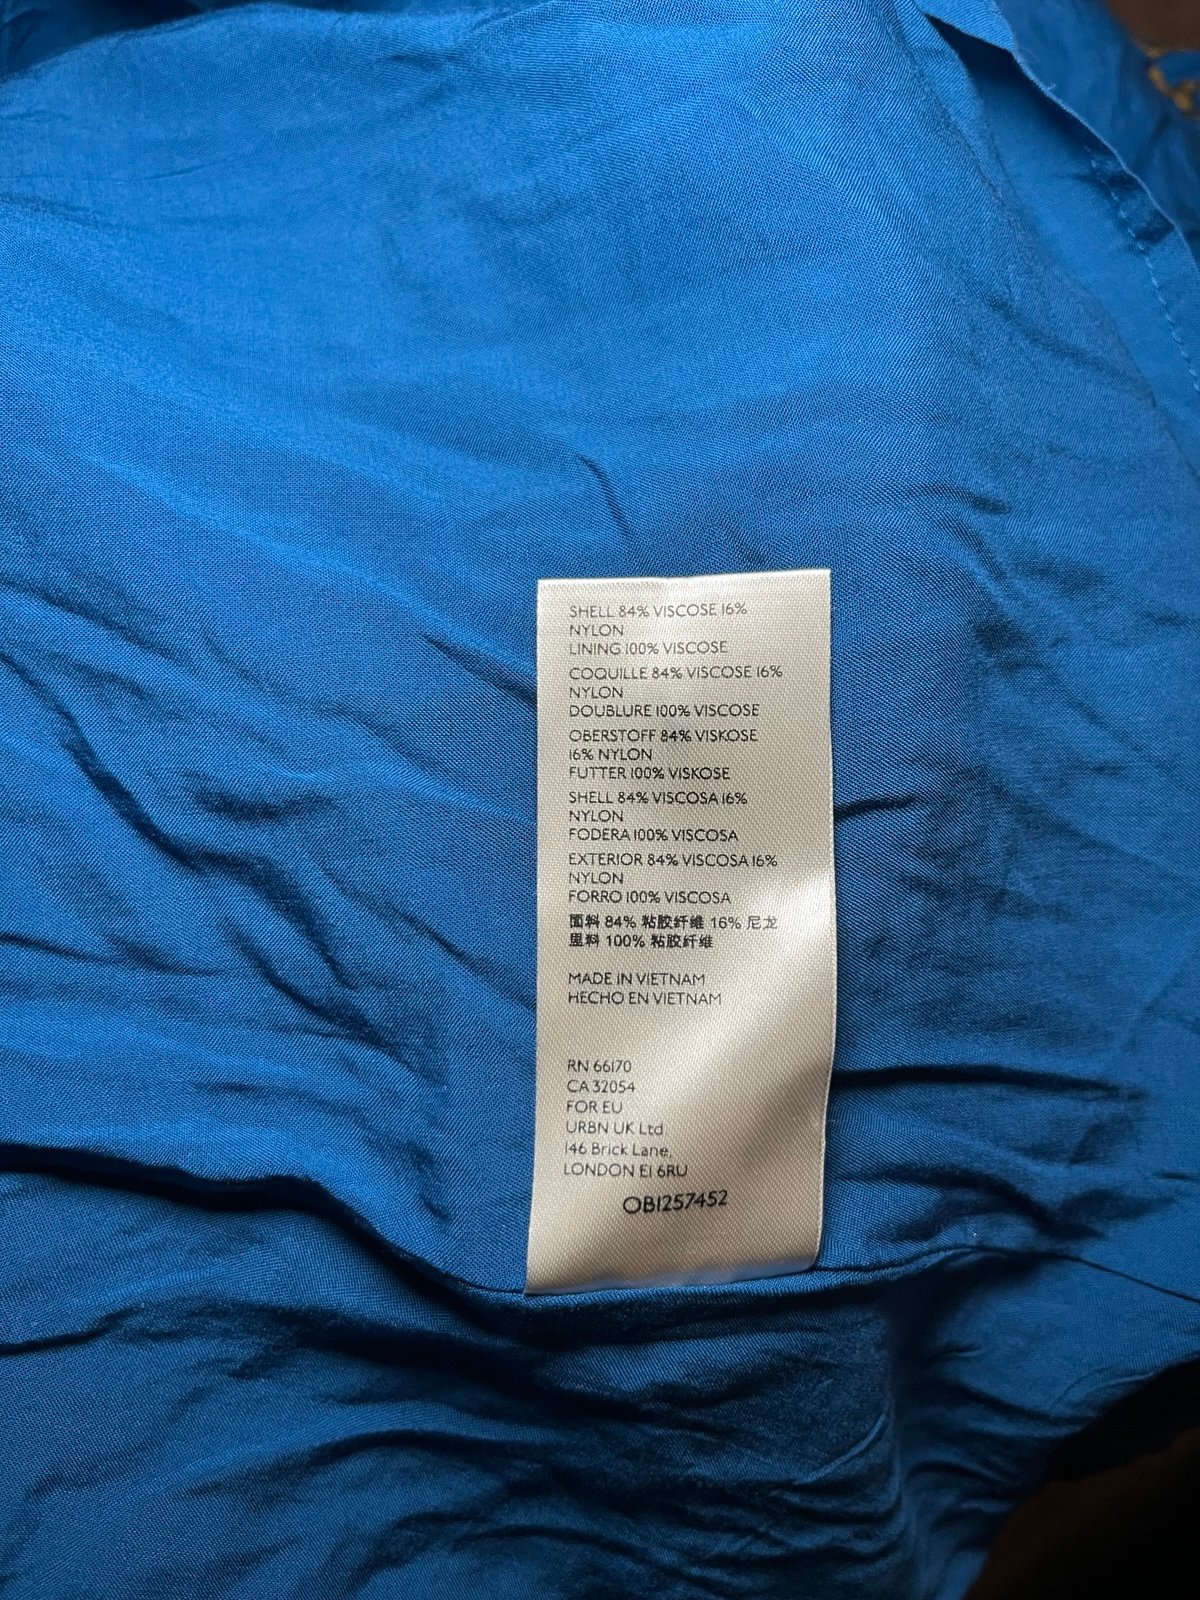 SHELL 84% VISCOSE 16%
NYLON
LINING 100% VISCOSE
COQUILLE 84% VISCOSE 16%
NYLON
DOUBLURE 100% VISCOSE
OBERSTOFF 84% VISKOSE
16% NYLON
FUTTER 100% VISKOSE
SHELL 84% VISCOSA 16%
NYLON
FODERA 100% VISCOSA
EXTERIOR 84% VISCOSA 16%
NYLON
FORRO 100% VISCOSA
面料 84% 粘胶纤维 16% 尼龙
里料 100% 粘胶纤维
MADE IN VIETNAM
HECHO EN VIETNAM
RN 66170
CA 32054
FOR EU
URBN UK Ltd
146 Brick Lane,
LONDON E1 6RU
OB1257452